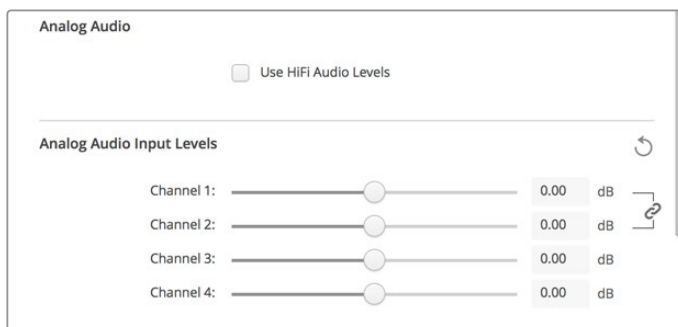 Analog Audio
Use HiFi Audio Levels
Analog Audio Input Levels
Channel 1: 0.00 dB
Channel 2: 0.00 dB
Channel 3: 0.00 dB
Channel 4: 0.00 dB